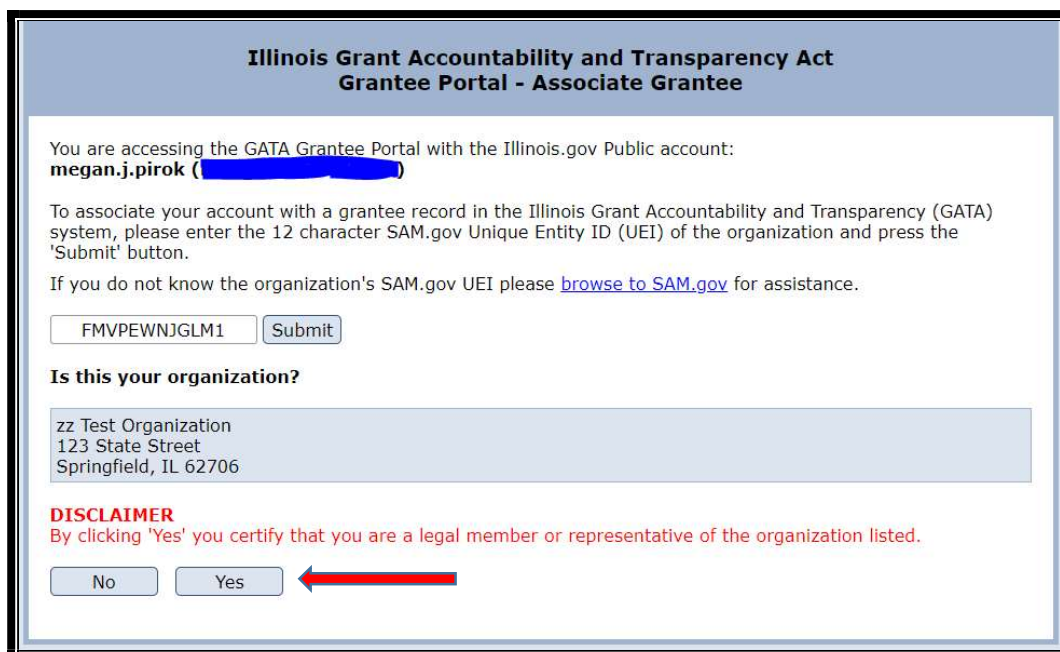 Illinois Grant Accountability and Transparency Act
Grantee Portal - Associate Grantee
You are accessing the GATA Grantee Portal with the Illinois.gov Public account:
megan.j.pirok ( )
To associate your account with a grantee record in the Illinois Grant Accountability and Transparency (GATA)
system, please enter the 12 character SAM.gov Unique Entity ID (UEI) of the organization and press the
'Submit' button.
If you do not know the organization's SAM.gov UEI please browse to SAM.gov for assistance.
FMVPEWNJGLM1 Submit
Is this your organization?
zz Test Organization
123 State Street
Springfield, IL 62706
DISCLAIMER
By clicking 'Yes' you certify that you are a legal member or representative of the organization listed.
No Yes